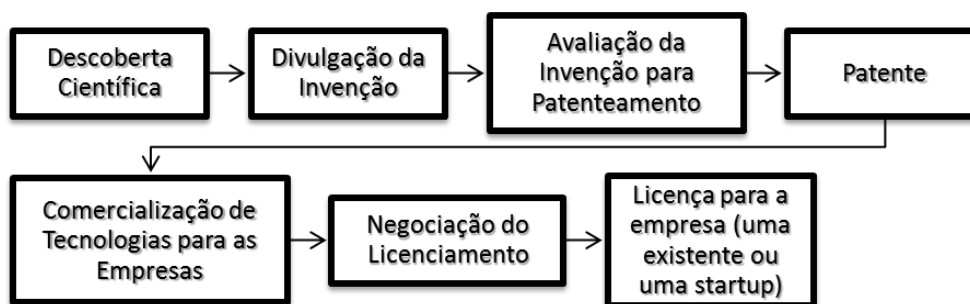 Descoberta
Científica
Divulgação da
Invenção
Avaliação da
Invenção para
Patenteamento
Patente
Comercialização de
Tecnologias para as
Empresas
Negociação do
Licenciamento
Licença para a
empresa (uma
existente ou
uma startup)